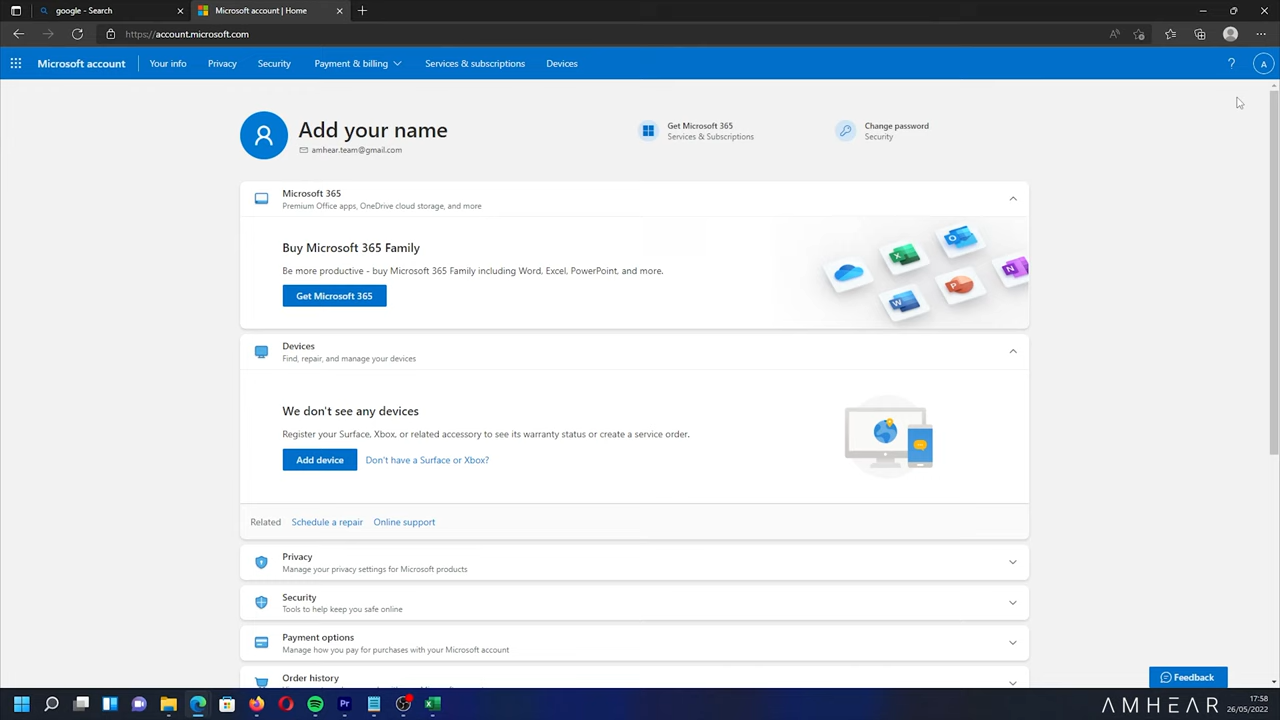 google - Search
Microsoft account | Home
https://account.microsoft.com
Microsoft account
Your info
Privacy
Security
Payment & billing
Services & subscriptions
Devices
?
A
Add your name
amhear.team@gmail.com
Get Microsoft 365
Services & Subscriptions
Change password
Security
Microsoft 365
Premium Office apps, OneDrive cloud storage, and more
Buy Microsoft 365 Family
Be more productive - buy Microsoft 365 Family including Word, Excel, PowerPoint, and more.
Get Microsoft 365
Devices
Find, repair, and manage your devices
We don't see any devices
Register your Surface, Xbox, or related accessory to see its warranty status or create a service order.
Add device
Don't have a Surface or Xbox?
Related
Schedule a repair
Online support
Privacy
Manage your privacy settings for Microsoft products
Security
Tools to help keep you safe online
Payment options
Manage how you pay for purchases with your Microsoft account
Order history
Feedback
Pr
AMHEAR
17:58
26/05/2022